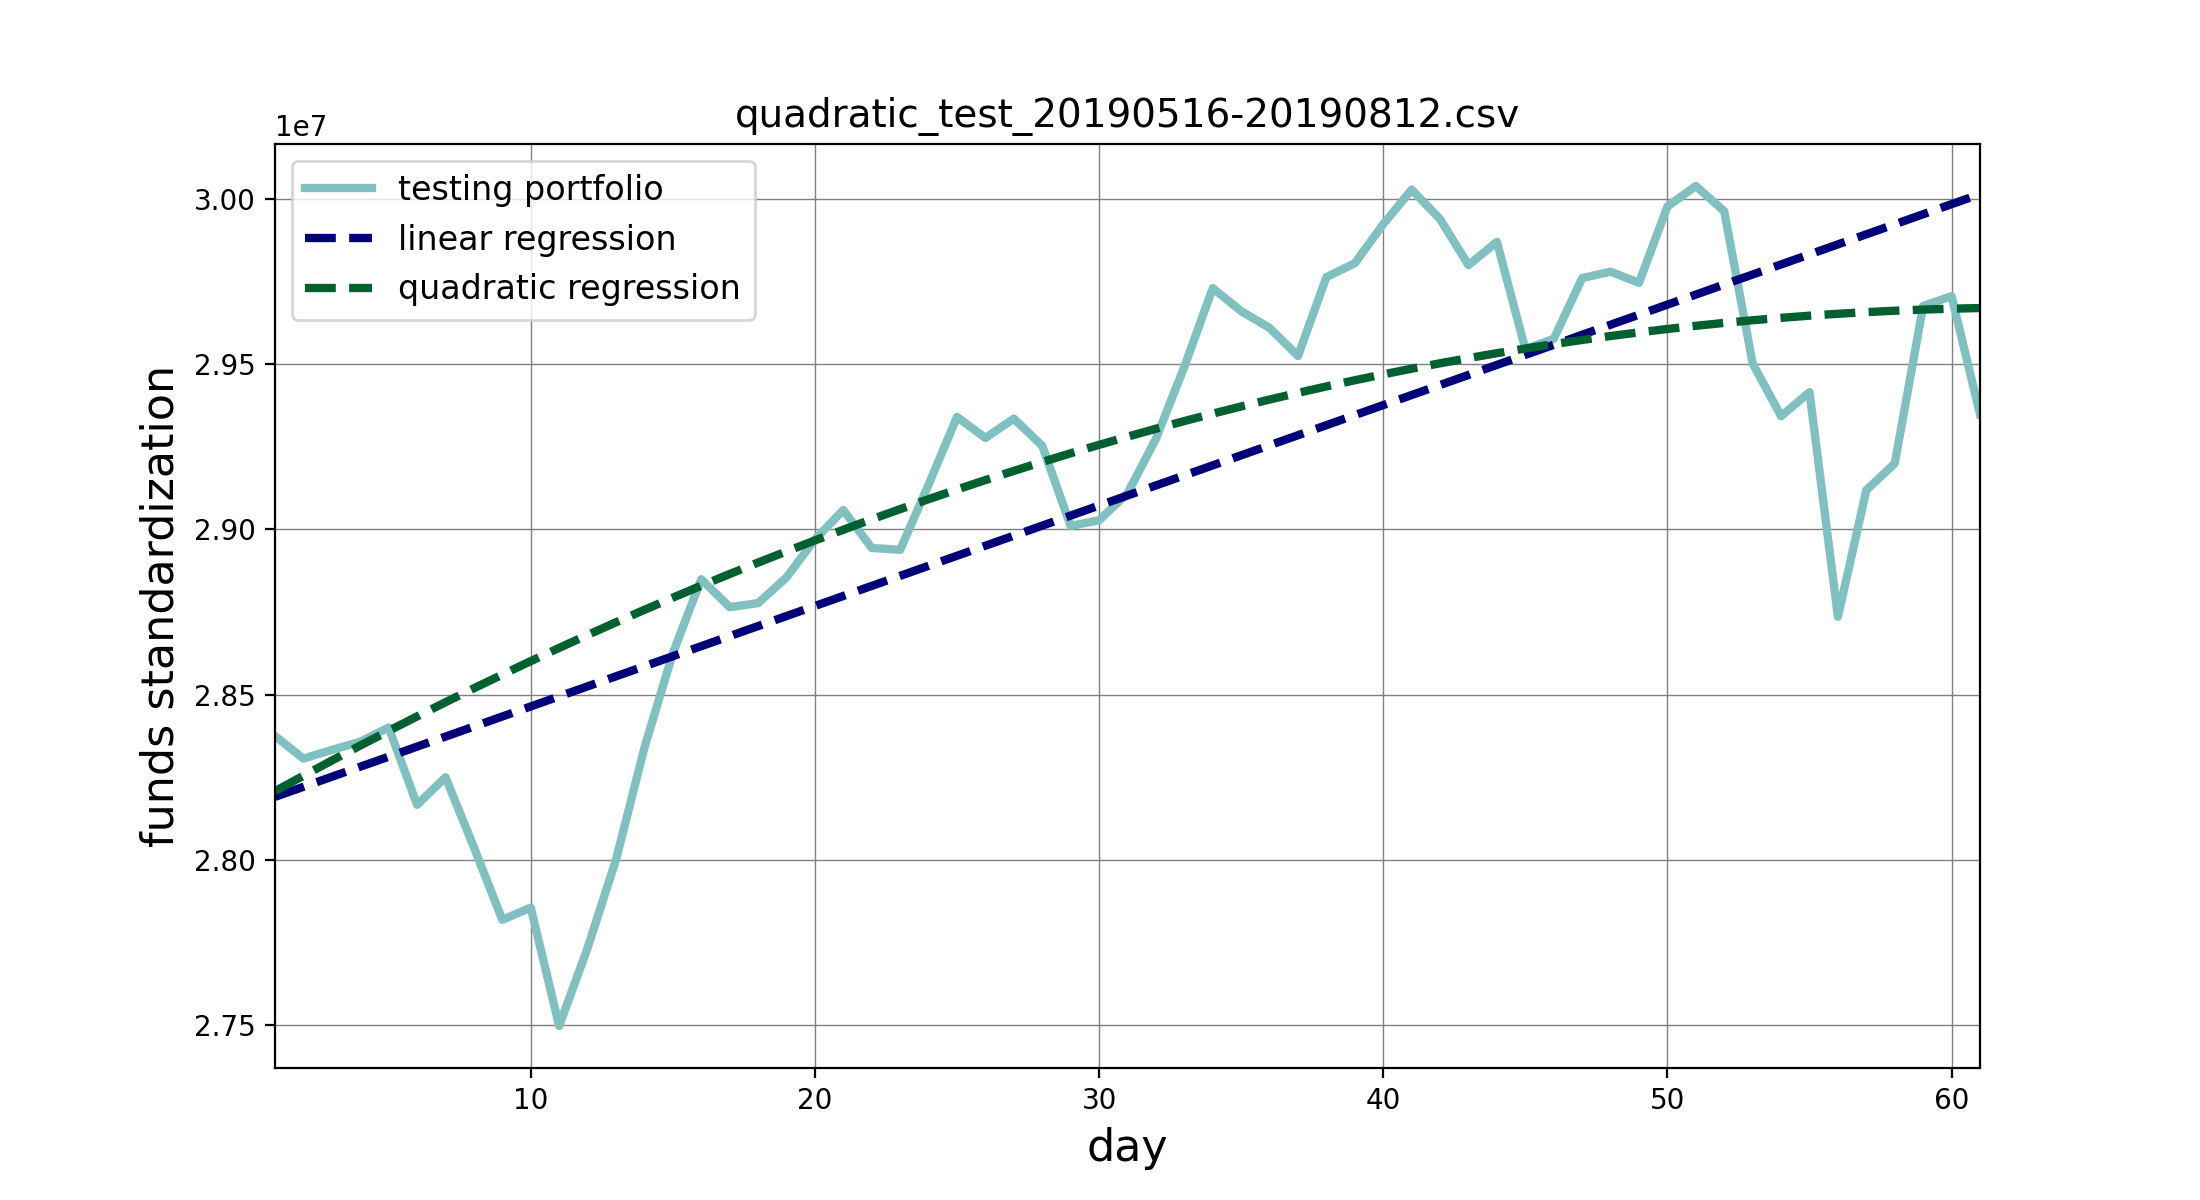 quadratic_test_20190516-20190812.csv
1e7
testing portfolio
linear regression
quadratic regression
3.00
2.95
2.90
2.85
2.80
2.75
funds standardization
10 20 30 40 50 60
day